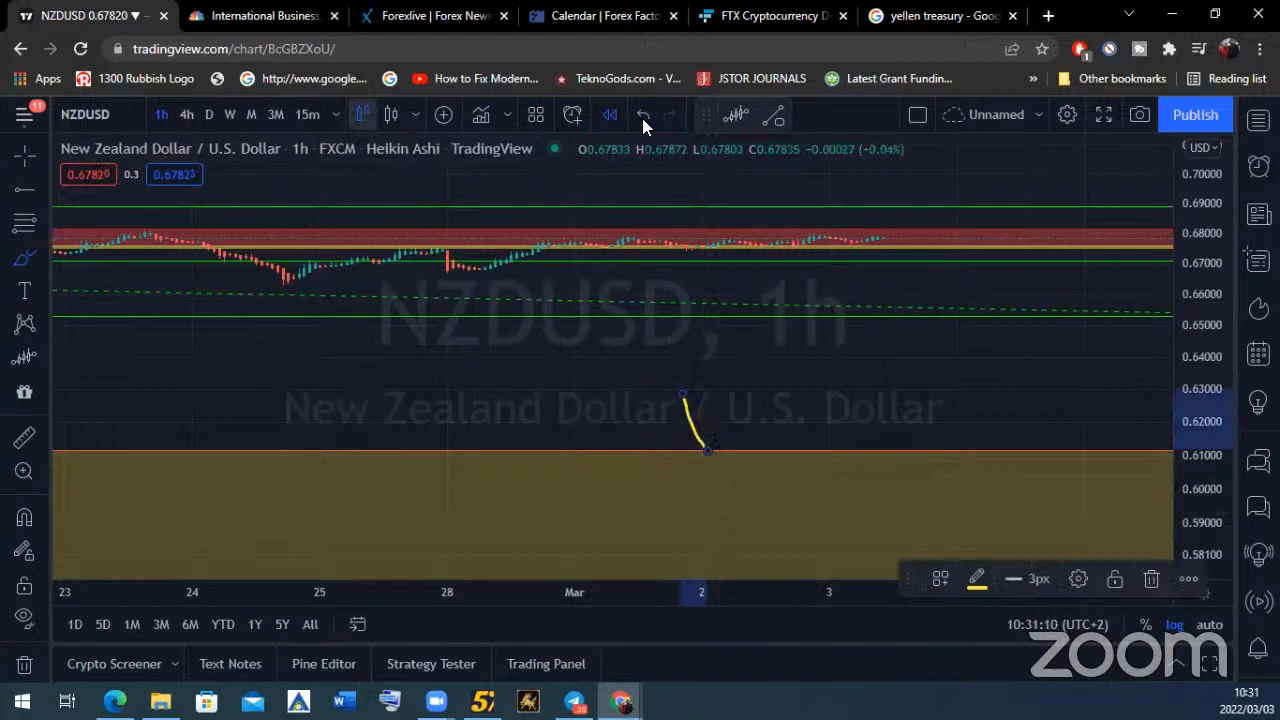 NZDUSD 0.67820 ▼ −
International Business
Forexlive | Forex News
Calendar | Forex Facto
FTX Cryptocurrency D
yellen treasury - Goog
tradingview.com/chart/BcGBZXoU/
1
Apps
1300 Rubbish Logo
http://www.google...
How to Fix Modern...
TeknoGods.com - V...
JSTOR JOURNALS
Latest Grant Fundin...
»
Other bookmarks
Reading list
11
NZDUSD
1h 4h D W M 3M 15m
Unnamed
Publish
New Zealand Dollar / U.S. Dollar · 1h · FXCM · Heikin Ashi · TradingView
O0.67833 H0.67872 L0.67803 C0.67835 −0.00027 (−0.04%)
USD
0.67820 0.3 0.67823
0.70000
0.69000
0.68000
0.67000
0.66000
0.65000
0.64000
0.63000
0.62000
0.61000
0.60000
0.59000
0.58100
NZDUSD, 1h
New Zealand Dollar / U.S. Dollar
3px
23 24 25 28 Mar 2 3
1D 5D 1M 3M 6M YTD 1Y 5Y All
10:31:10 (UTC+2) % log auto
zoom
Crypto Screener
Text Notes
Pine Editor
Strategy Tester
Trading Panel
10:31
2022/03/03